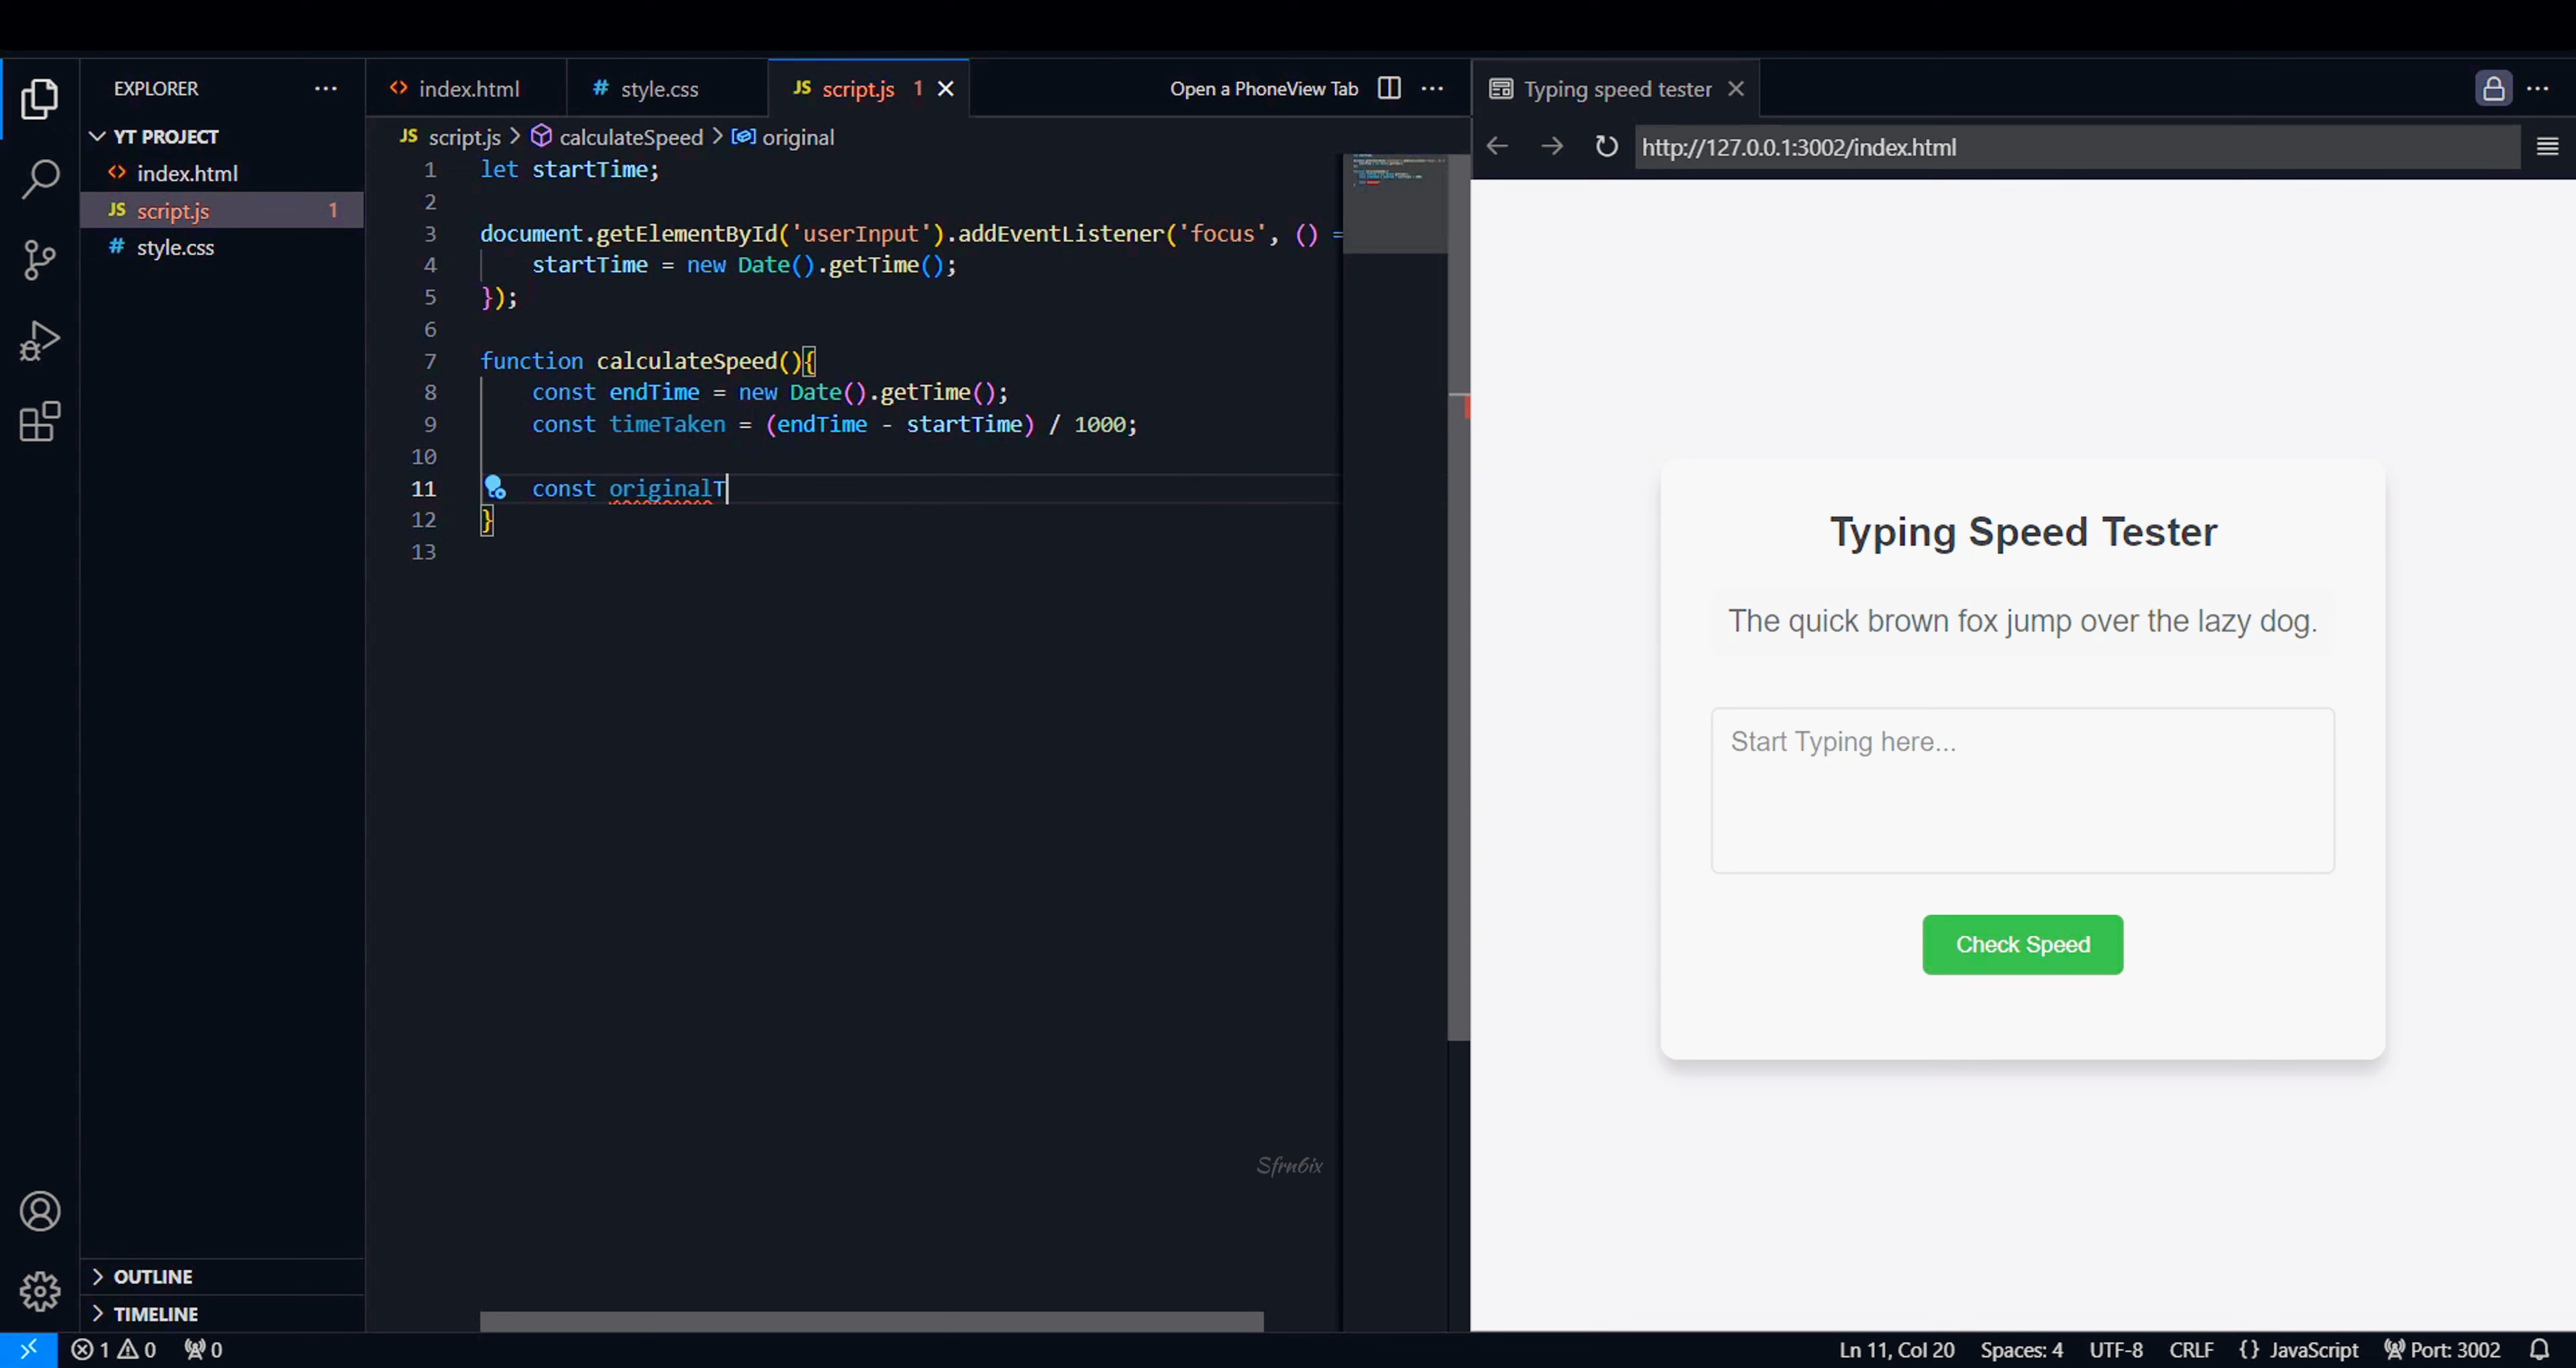 EXPLORER
YT PROJECT
index.html
JS script.js 1
# style.css
OUTLINE
TIMELINE
index.html
# style.css
JS script.js 1
Open a PhoneView Tab
JS script.js > calculateSpeed > original
1 let startTime;
2
3 document.getElementById('userInput').addEventListener('focus', () =
4 startTime = new Date().getTime();
5 });
6
7 function calculateSpeed(){
8 const endTime = new Date().getTime();
9 const timeTaken = (endTime - startTime) / 1000;
10
11 const originalT
12 }
13
Sfrn6ix
Typing speed tester
http://127.0.0.1:3002/index.html
Typing Speed Tester
The quick brown fox jump over the lazy dog.
Start Typing here...
Check Speed
1 0 0
Ln 11, Col 20 Spaces: 4 UTF-8 CRLF {} JavaScript Port: 3002